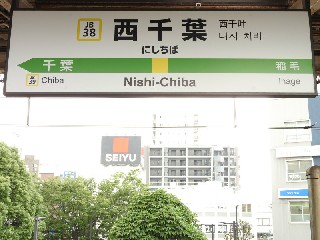 JB
38
西千葉
にしちば
西千叶
니시 치바
千葉
稲毛
Chiba
Nishi-Chiba
Inage
SEIYU